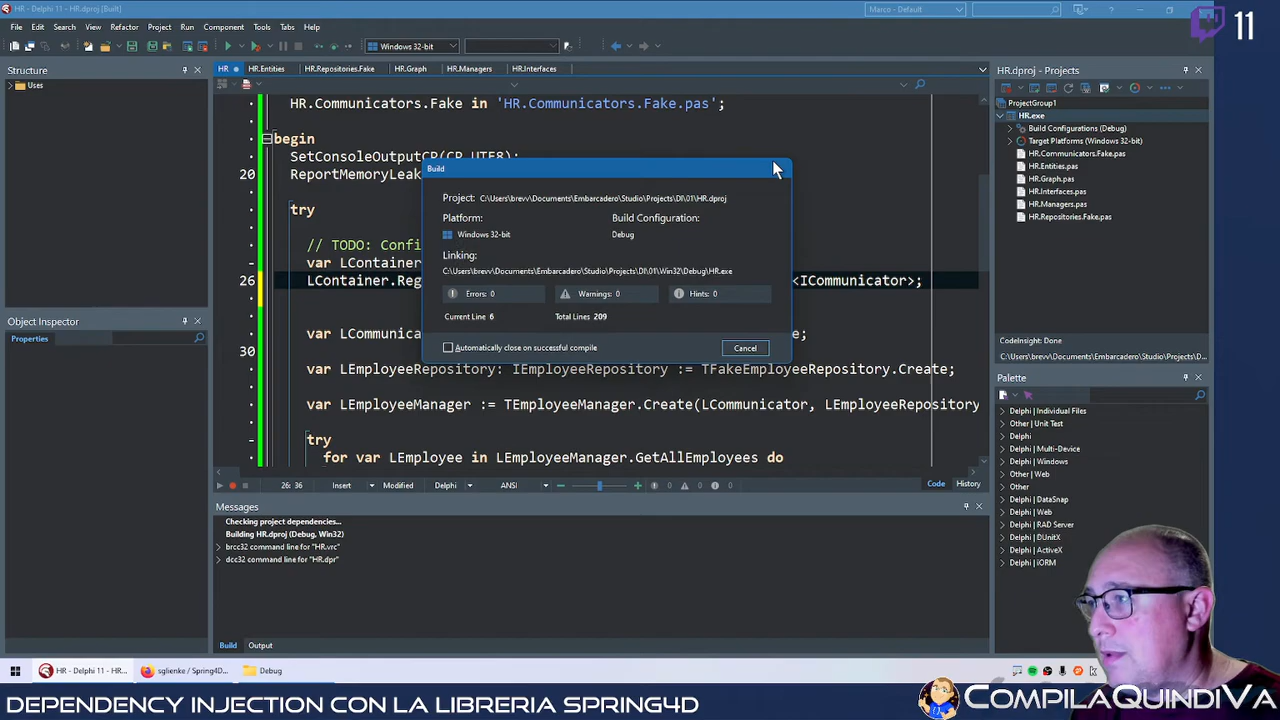 HR - Delphi 11 - HR.dproj [Built]
Marco - Default
11
File Edit Search View Refactor Project Run Component Tools Tabs Help
Windows 32-bit
Structure
Uses
HR HR.Entities HR.Repositories.Fake HR.Graph HR.Managers HR.Interfaces
HR.Communicators.Fake in 'HR.Communicators.Fake.pas';
begin
SetConsoleOutputCP(CP_UTF8);
20 ReportMemoryLeak
try
// TODO: Confi
var LContainer
26 LContainer.Reg <ICommunicator>;
var LCommunica e;
30
var LEmployeeRepository: IEmployeeRepository := TFakeEmployeeRepository.Create;
var LEmployeeManager := TEmployeeManager.Create(LCommunicator, LEmployeeRepository
try
for var LEmployee in LEmployeeManager.GetAllEmployees do
Build
Project: C:\Users\brevv\Documents\Embarcadero\Studio\Projects\DI\01\HR.dproj
Platform: Build Configuration:
Windows 32-bit Debug
Linking:
C:\Users\brevv\Documents\Embarcadero\Studio\Projects\DI\01\Win32\Debug\HR.exe
Errors: 0 Warnings: 0 Hints: 0
Current Line 6 Total Lines 209
Automatically close on successful compile Cancel
Object Inspector
Properties
26: 36 Insert Modified Delphi ANSI 0 0 0 Code History
Messages
Checking project dependencies...
Building HR.dproj (Debug, Win32)
brcc32 command line for "HR.vrc"
dcc32 command line for "HR.dpr"
Build Output
HR.dproj - Projects
ProjectGroup1
HR.exe
Build Configurations (Debug)
Target Platforms (Windows 32-bit)
HR.Communicators.Fake.pas
HR.Entities.pas
HR.Graph.pas
HR.Interfaces.pas
HR.Managers.pas
HR.Repositories.Fake.pas
CodeInsight: Done
C:\Users\brevv\Documents\Embarcadero\Studio\Projects\D...
Palette
Delphi | Individual Files
Other | Unit Test
Delphi
Delphi | Multi-Device
Delphi | Windows
Other | Web
Other
Delphi | DataSnap
Delphi | Web
Delphi | RAD Server
Delphi | DUnitX
Delphi | ActiveX
Delphi | iORM
HR - Delphi 11 - HR... sglienke / Spring4D... Debug
DEPENDENCY INJECTION CON LA LIBRERIA SPRING4D
COMPILAQUINDIVA